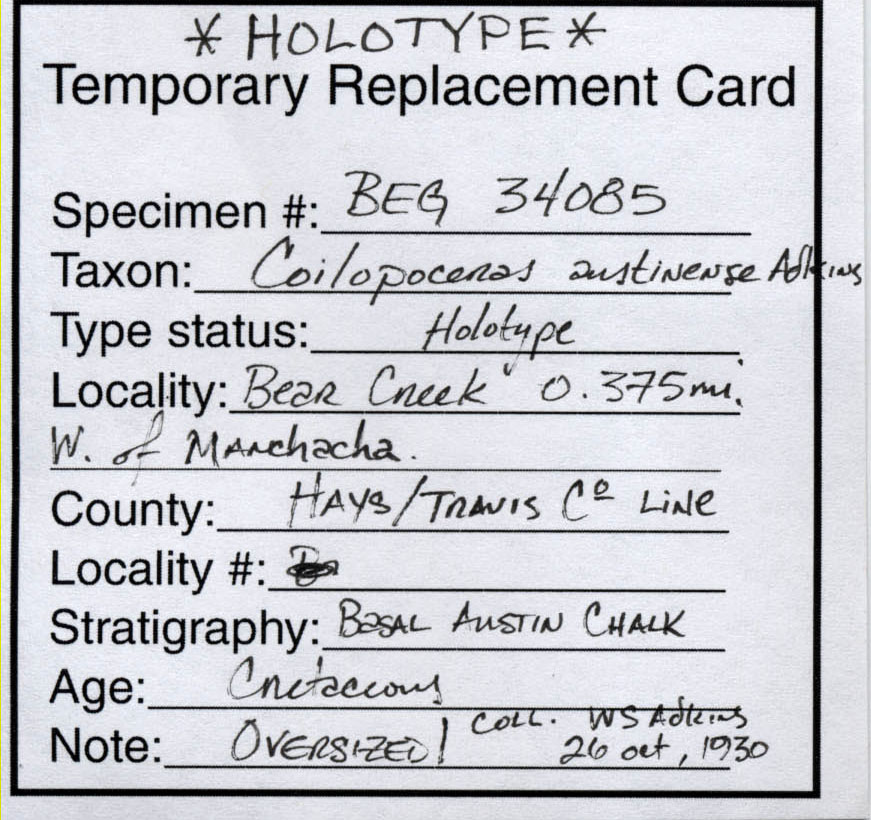 * HOLOTYPE *
Temporary Replacement Card
Specimen #: BEG 34085
Taxon: Coilopoceras austinense Adkins
Type status: Holotype
Locality: Bear Creek 0.375mi.
W. of Manchacha.
County: HAYS/TRAVIS Cº LINE
Locality #:
Stratigraphy: BASAL AUSTIN CHALK
Age: Cretaceous
Note: OVERSIZED! COLL. WS Adkins
26 oct, 1930